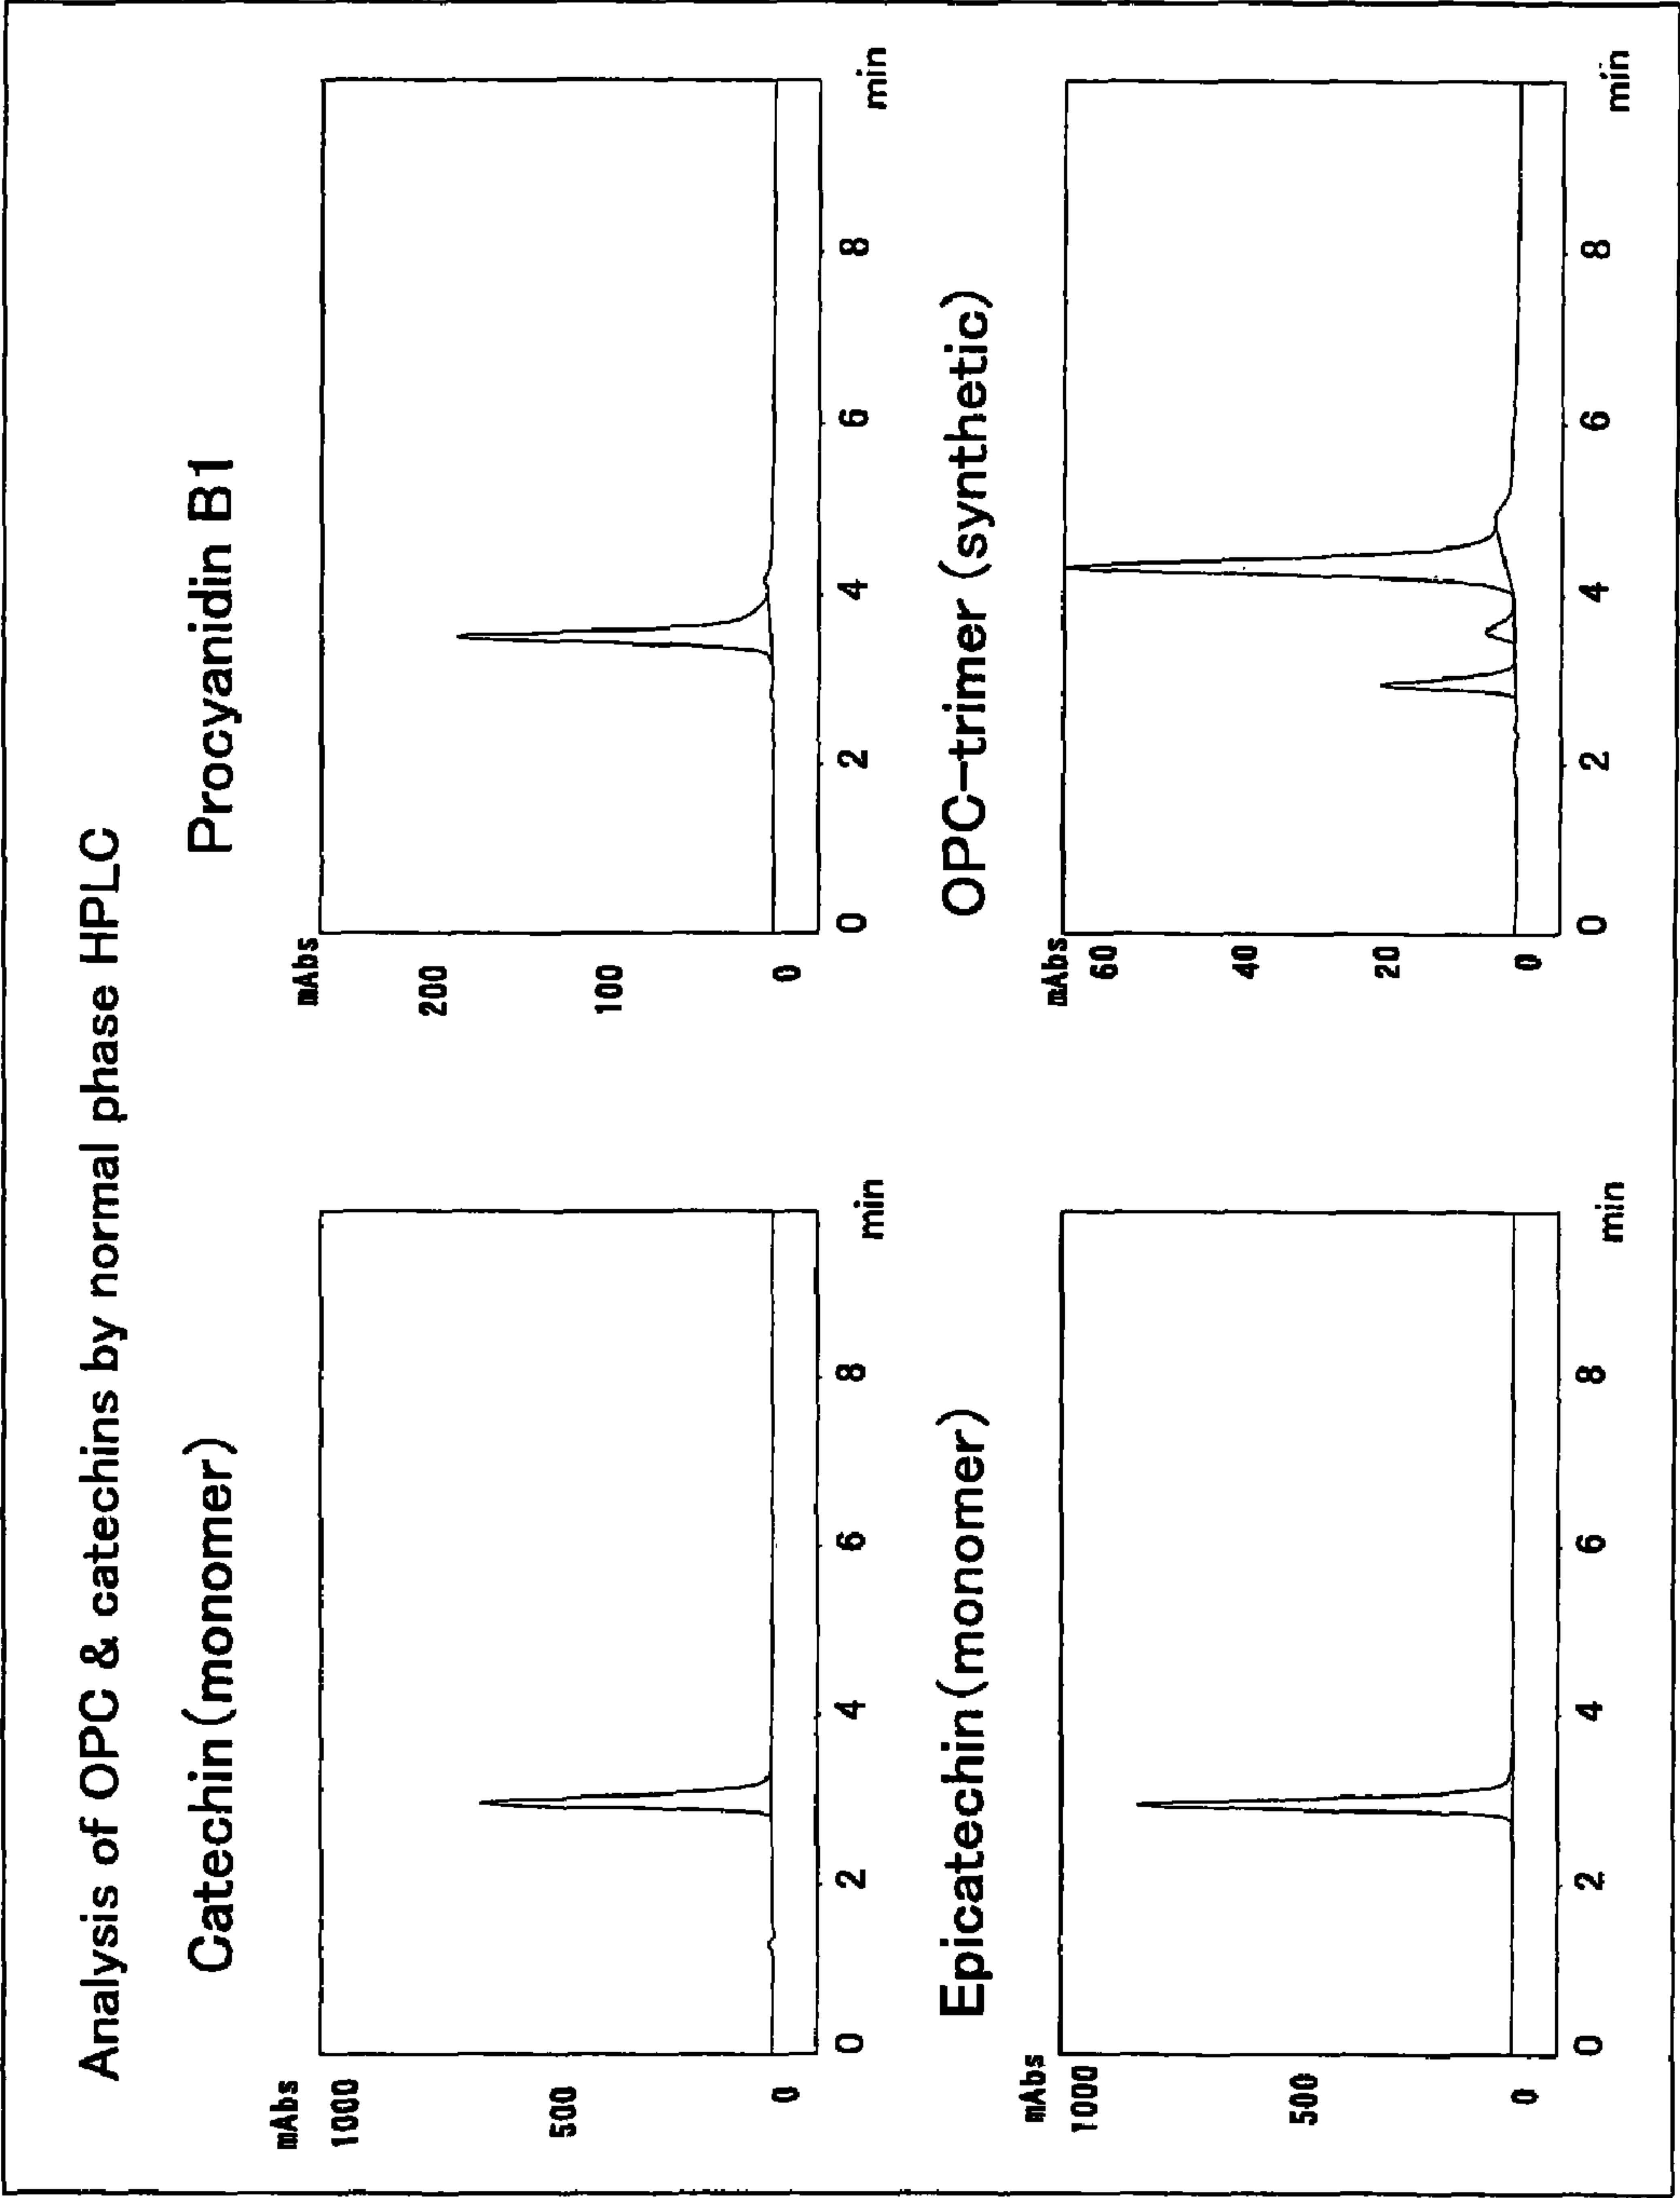 Analysis of OPC & catechins by normal phase HPLC
Catechin (monomer)
mAbs
1000
500
0
0 2 4 6 8 min
Procyanidin B1
mAbs
200
100
0
0 2 4 6 8 min
Epicatechin (monomer)
mAbs
1000
500
0
0 2 4 6 8 min
OPC-trimer (synthetic)
mAbs
60
40
20
0
0 2 4 6 8 min